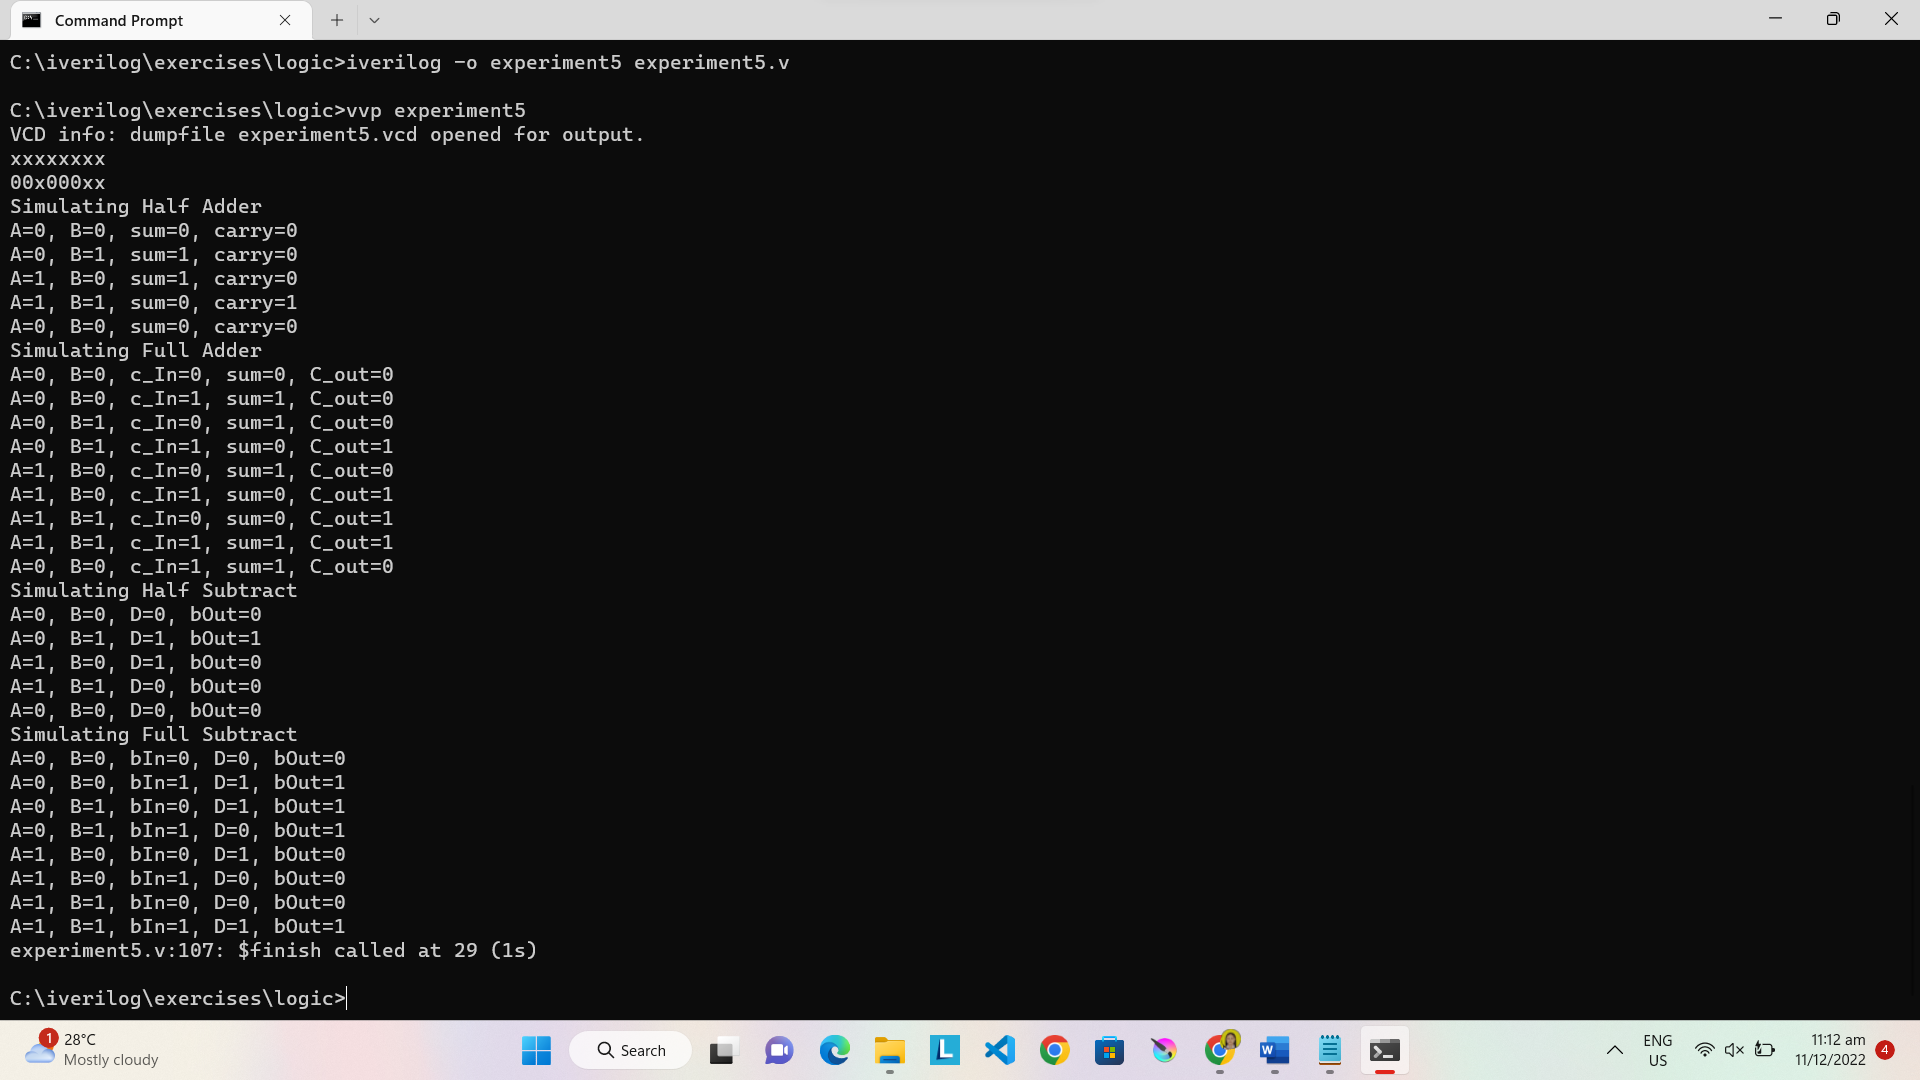 Command Prompt
C:\iverilog\exercises\logic>iverilog -o experiment5 experiment5.v
C:\iverilog\exercises\logic>vvp experiment5
VCD info: dumpfile experiment5.vcd opened for output.
xxxxxxxx
00x000xx
Simulating Half Adder
A=0, B=0, sum=0, carry=0
A=0, B=1, sum=1, carry=0
A=1, B=0, sum=1, carry=0
A=1, B=1, sum=0, carry=1
A=0, B=0, sum=0, carry=0
Simulating Full Adder
A=0, B=0, c_In=0, sum=0, C_out=0
A=0, B=0, c_In=1, sum=1, C_out=0
A=0, B=1, c_In=0, sum=1, C_out=0
A=0, B=1, c_In=1, sum=0, C_out=1
A=1, B=0, c_In=0, sum=1, C_out=0
A=1, B=0, c_In=1, sum=0, C_out=1
A=1, B=1, c_In=0, sum=0, C_out=1
A=1, B=1, c_In=1, sum=1, C_out=1
A=0, B=0, c_In=1, sum=1, C_out=0
Simulating Half Subtract
A=0, B=0, D=0, bOut=0
A=0, B=1, D=1, bOut=1
A=1, B=0, D=1, bOut=0
A=1, B=1, D=0, bOut=0
A=0, B=0, D=0, bOut=0
Simulating Full Subtract
A=0, B=0, bIn=0, D=0, bOut=0
A=0, B=0, bIn=1, D=1, bOut=1
A=0, B=1, bIn=0, D=1, bOut=1
A=0, B=1, bIn=1, D=0, bOut=1
A=1, B=0, bIn=0, D=1, bOut=0
A=1, B=0, bIn=1, D=0, bOut=0
A=1, B=1, bIn=0, D=0, bOut=0
A=1, B=1, bIn=1, D=1, bOut=1
experiment5.v:107: $finish called at 29 (1s)
C:\iverilog\exercises\logic>
1
28°C
Mostly cloudy
Search
L
W
ENG
US
11:12 am
11/12/2022
4